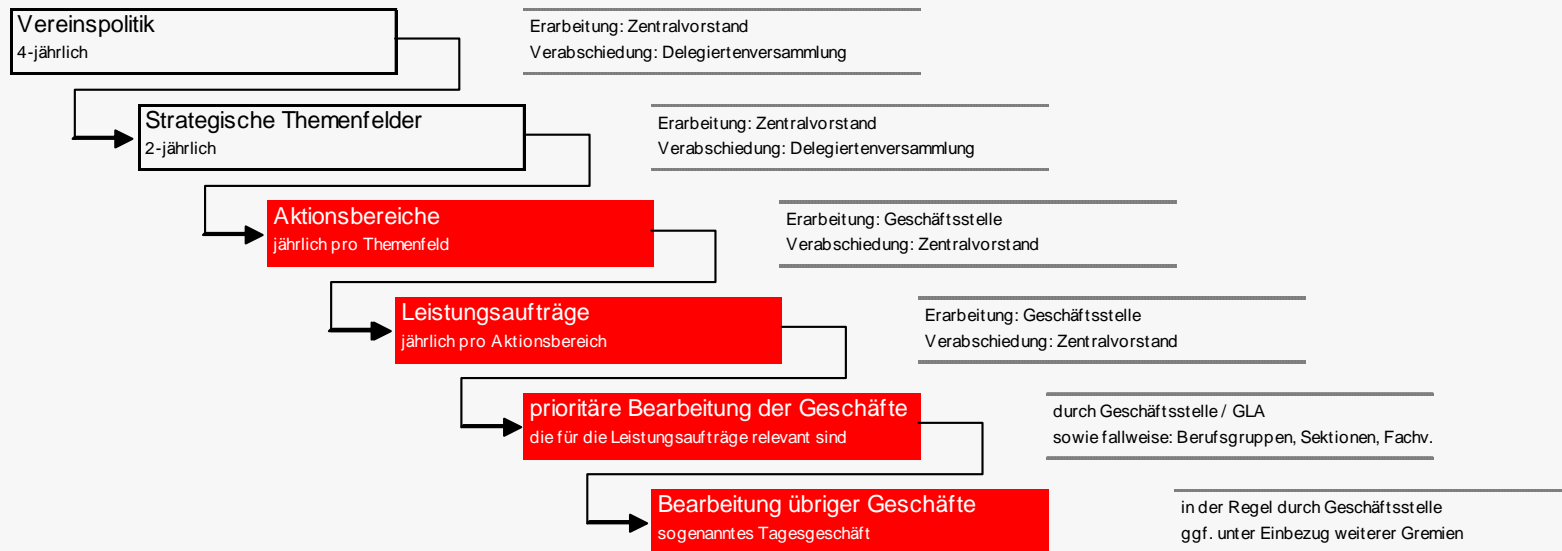 Vereinspolitik
4-jährlich
Erarbeitung: Zentralvorstand
Verabschiedung: Delegiertenversammlung
Strategische Themenfelder
2-jährlich
Erarbeitung: Zentralvorstand
Verabschiedung: Delegiertenversammlung
Aktionsbereiche
jährlich pro Themenfeld
Erarbeitung: Geschäftsstelle
Verabschiedung: Zentralvorstand
Leistungsaufträge
jährlich pro Aktionsbereich
Erarbeitung: Geschäftsstelle
Verabschiedung: Zentralvorstand
prioritäre Bearbeitung der Geschäfte
die für die Leistungsaufträge relevant sind
durch Geschäftsstelle / GLA
sowie fallweise: Berufsgruppen, Sektionen, Fachv.
Bearbeitung übriger Geschäfte
sogenanntes Tagesgeschäft
in der Regel durch Geschäftsstelle
ggf. unter Einbezug weiterer Gremien